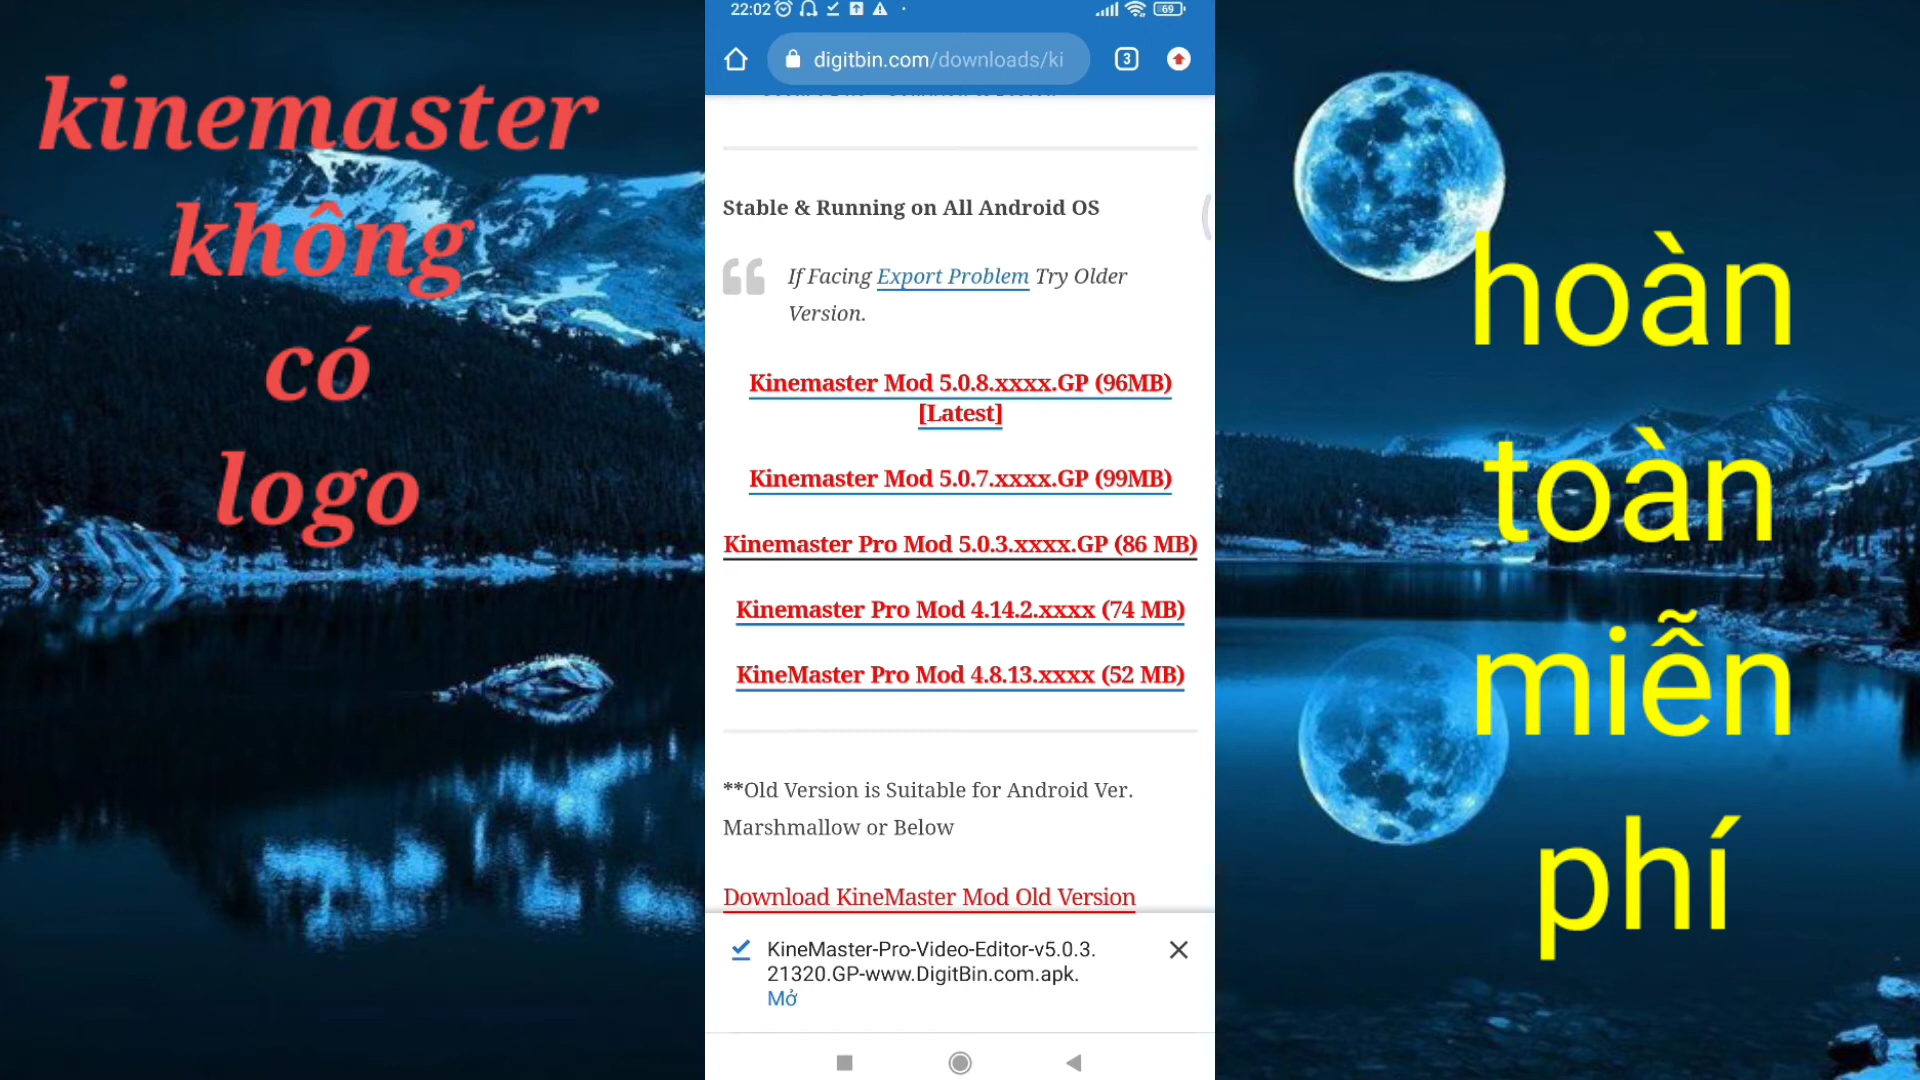 kinemaster
không
có
logo
22:02
69
digitbin.com/downloads/ki
3
Stable & Running on All Android OS
If Facing Export Problem Try Older
Version.
Kinemaster Mod 5.0.8.xxxx.GP (96MB)
[Latest]
Kinemaster Mod 5.0.7.xxxx.GP (99MB)
Kinemaster Pro Mod 5.0.3.xxxx.GP (86 MB)
Kinemaster Pro Mod 4.14.2.xxxx (74 MB)
KineMaster Pro Mod 4.8.13.xxxx (52 MB)
**Old Version is Suitable for Android Ver.
Marshmallow or Below
Download KineMaster Mod Old Version
KineMaster-Pro-Video-Editor-v5.0.3.
21320.GP-www.DigitBin.com.apk.
Mở
hoàn
toàn
miễn
phí